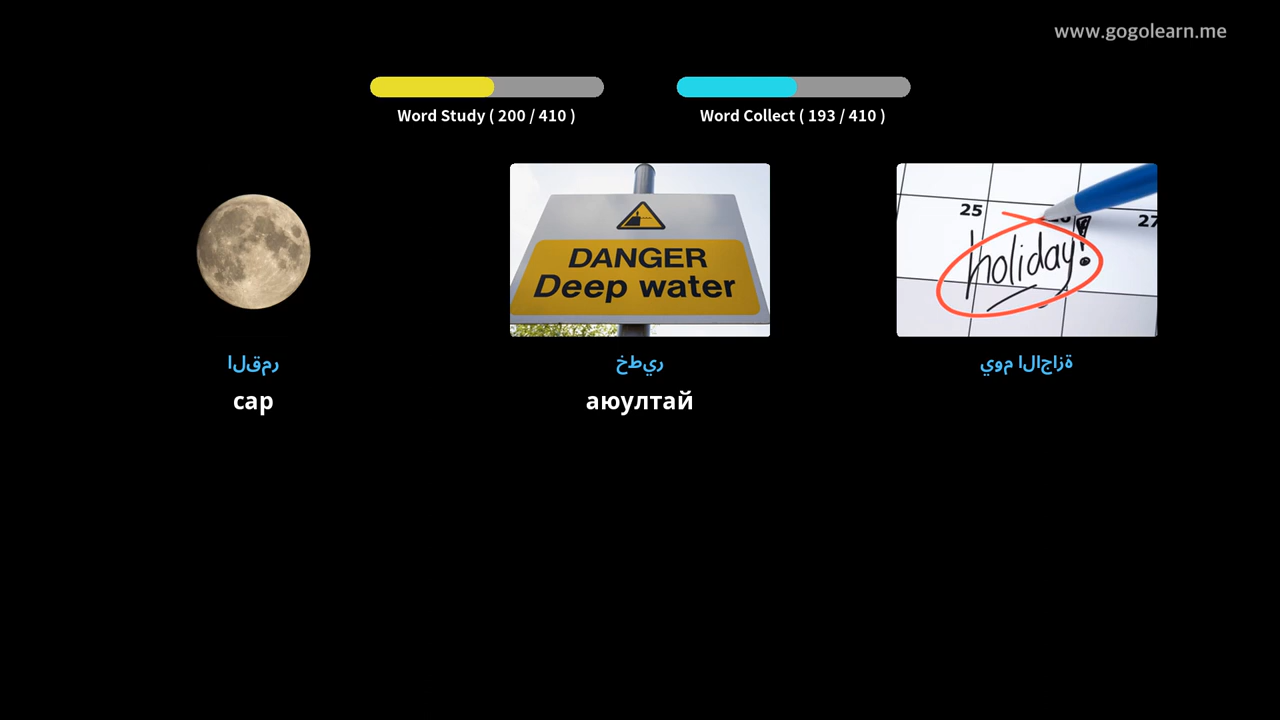 www.gogolearn.me
Word Study ( 200 / 410 )
Word Collect ( 193 / 410 )
DANGER
Deep water
25
27
holiday!
القمر
خطير
يوم الاجازة
сар
аюултай